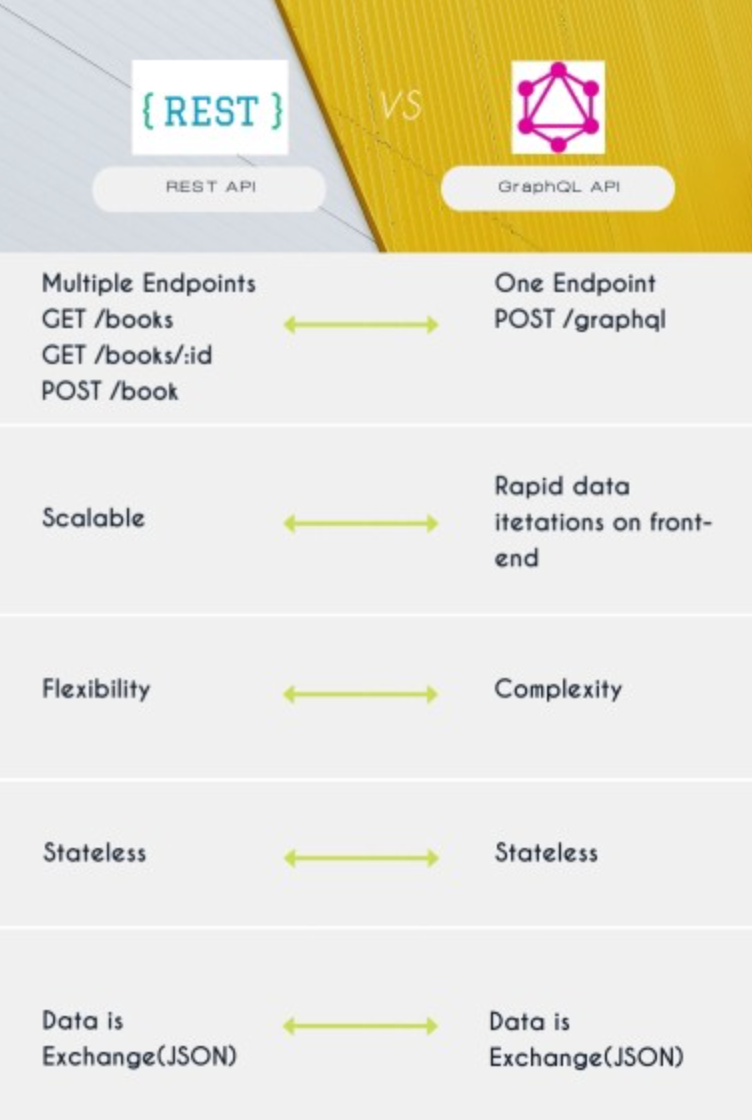 { REST }
VS
REST API
GraphQL API
Multiple Endpoints
GET /books
GET /books/:id
POST /book
One Endpoint
POST /graphql
Scalable
Rapid data
itetations on front-
end
Flexibility
Complexity
Stateless
Stateless
Data is
Exchange(JSON)
Data is
Exchange(JSON)